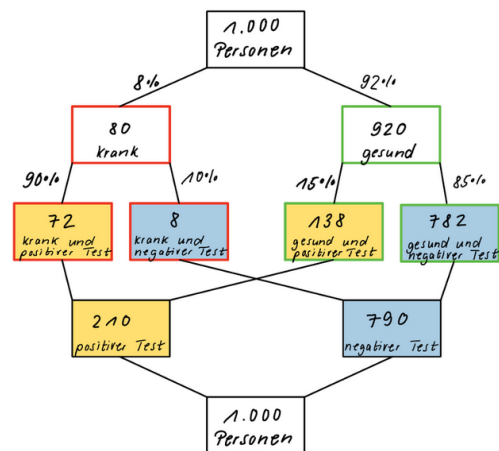 1.000
Personen
8%
92%
80
krank
920
gesund
90%
10%
15%
85%
72
krank und
positiver Test
8
krank und
negativer Test
138
gesund und
positiver Test
782
gesund und
negativer Test
210
positiver Test
790
negativer Test
1.000
Personen